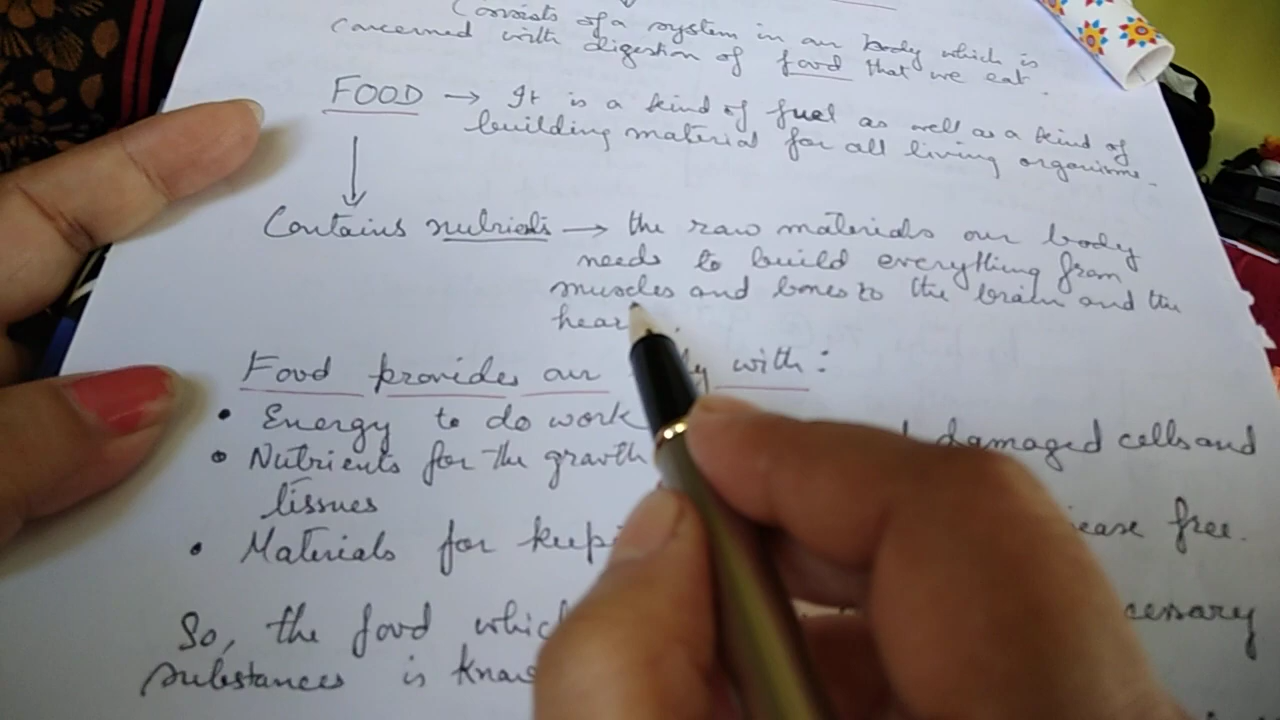 Consists of a system in our body which is
concerned with digestion of food that we eat.
FOOD → It is a kind of fuel as well as a kind of
building material for all living organisms.
Contains nutrients → the raw materials our body
needs to build everything from
muscles and bones to the brain and the
hear
Food provides our with:
• Energy to do work
• Nutrients for the growth damaged cells and
tissues
• Materials for free.
So, the food
substances is